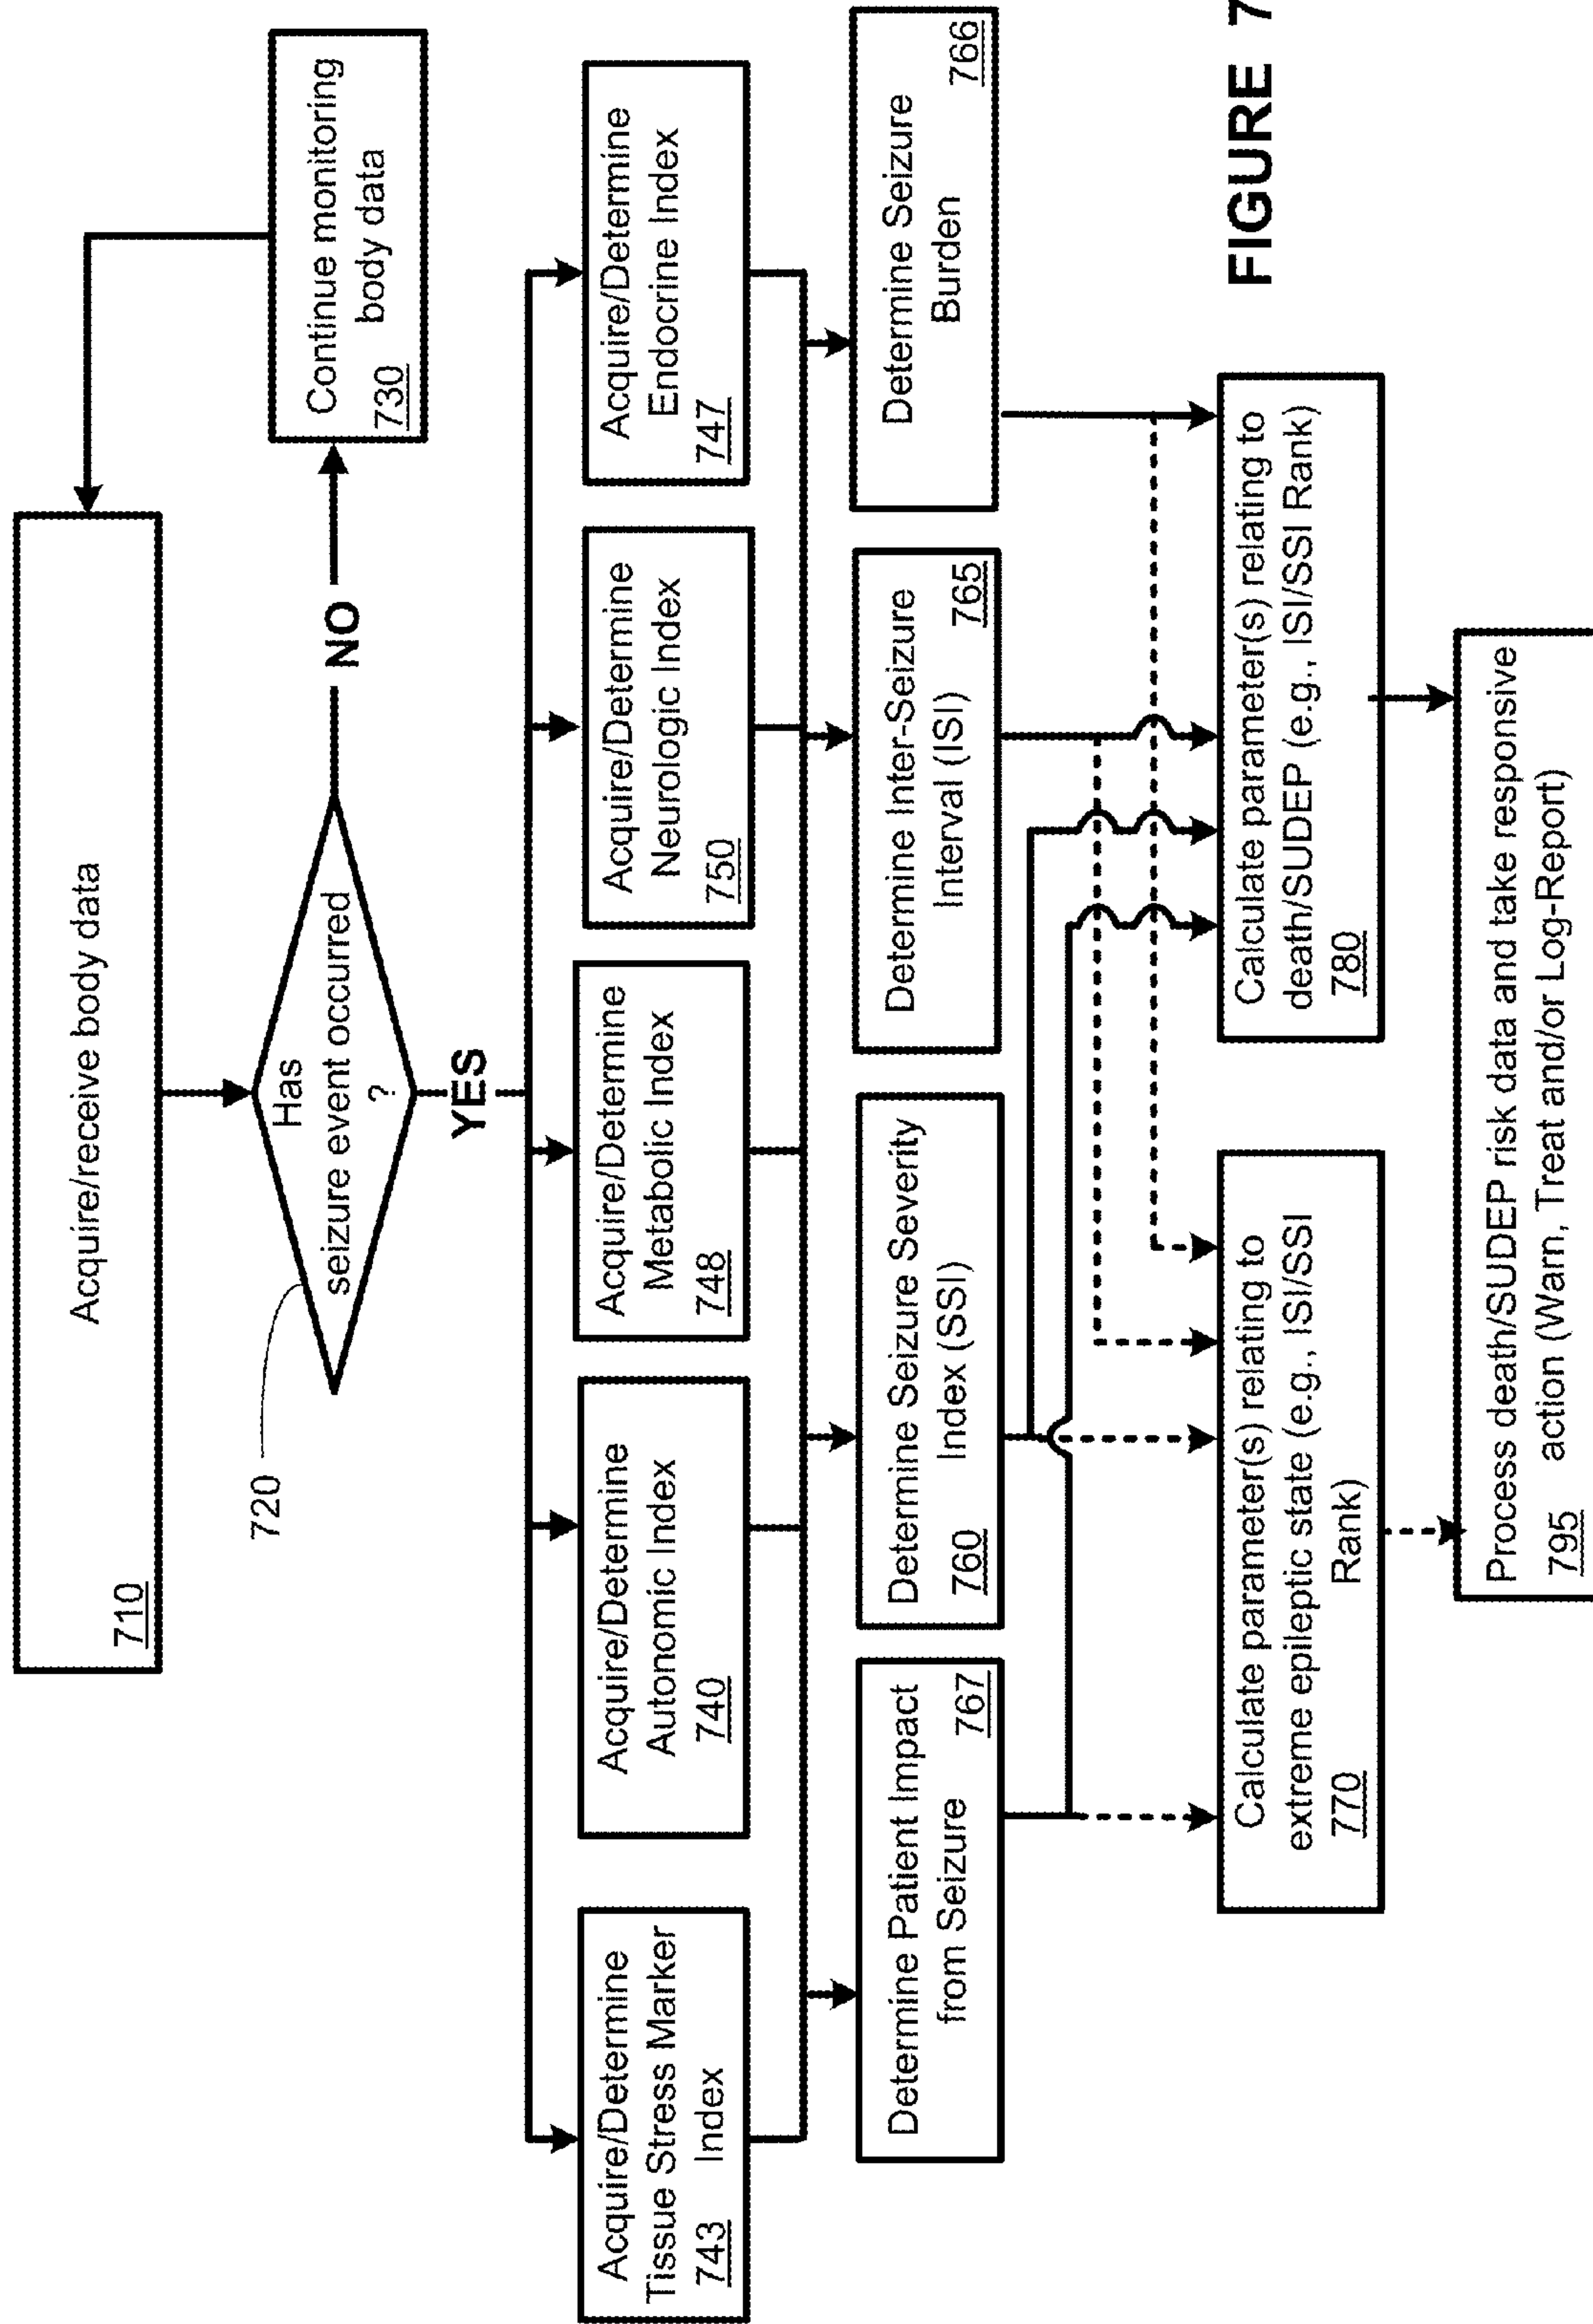 Acquire/receive body data
710
Has
seizure event occurred
?
720
NO
Continue monitoring
body data
730
YES
Acquire/Determine
Tissue Stress Marker
743 Index
Acquire/Determine
Autonomic Index
740
Acquire/Determine
Metabolic Index
748
Acquire/Determine
Neurologic Index
750
Acquire/Determine
Endocrine Index
747
Determine Patient Impact
from Seizure 767
Determine Seizure Severity
760 Index (SSI)
Determine Inter-Seizure
Interval (ISI) 765
Determine Seizure
Burden 766
Calculate parameter(s) relating to
extreme epileptic state (e.g., ISI/SSI
770 Rank)
Calculate parameter(s) relating to
death/SUDEP (e.g., ISI/SSI Rank)
780
Process death/SUDEP risk data and take responsive
795 action (Warn, Treat and/or Log-Report)
FIGURE 7